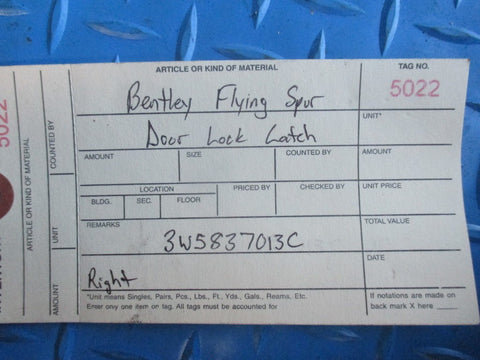 ARTICLE OR KIND OF MATERIAL
TAG NO.
Bentley Flying Spur
5022
Door Lock Latch
UNIT*
AMOUNT SIZE COUNTED BY AMOUNT
LOCATION PRICED BY CHECKED BY UNIT PRICE
BLDG. SEC. FLOOR
REMARKS TOTAL VALUE
3W5837013C
DATE
Right
*Unit means Singles, Pairs, Pcs., Lbs., Ft., Yds., Gals., Reams, Etc.
Enter only one item on tag. All tags must be accounted for
If notations are made on
back mark X here
5022
ARTICLE OR KIND OF MATERIAL
COUNTED BY
UNIT
AMOUNT